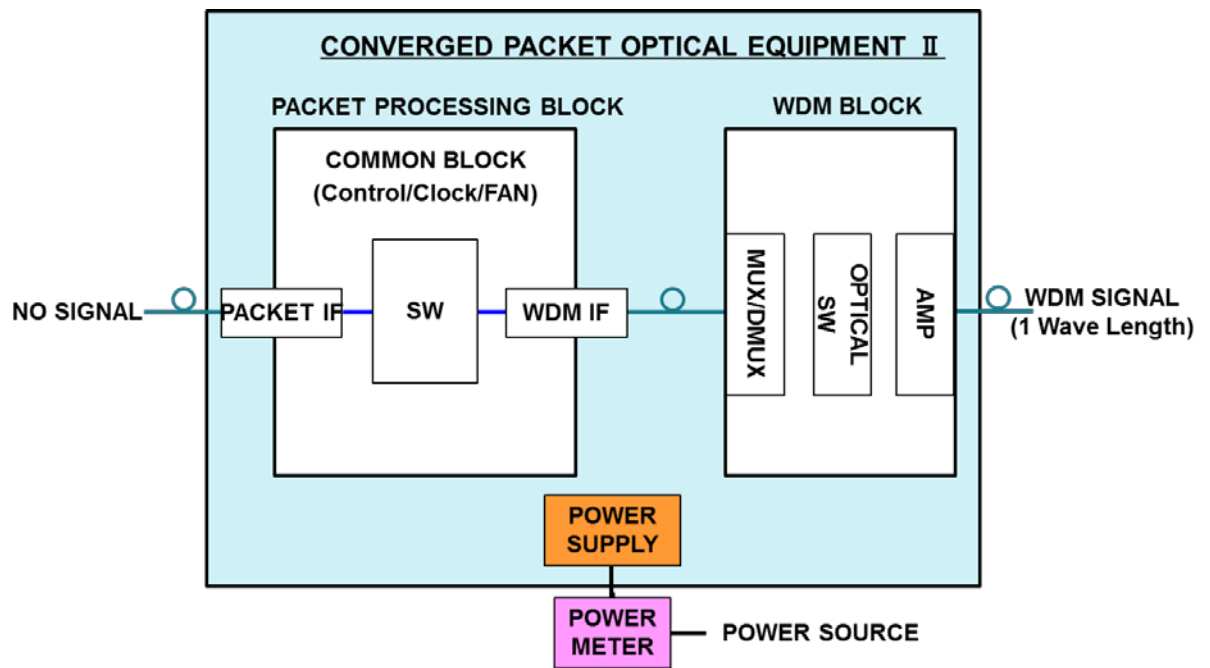 CONVERGED PACKET OPTICAL EQUIPMENT Ⅱ
PACKET PROCESSING BLOCK
WDM BLOCK
COMMON BLOCK
(Control/Clock/FAN)
NO SIGNAL
PACKET IF
SW
WDM IF
MUX/DMUX
OPTICAL
SW
AMP
WDM SIGNAL
(1 Wave Length)
POWER
SUPPLY
POWER
METER
POWER SOURCE